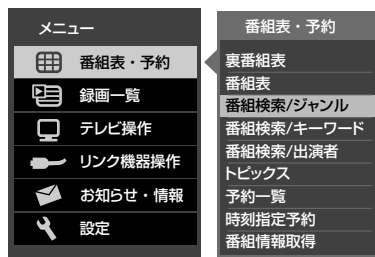 メニュー
番組表・予約
録画一覧
テレビ操作
リンク機器操作
お知らせ・情報
設定
番組表・予約
裏番組表
番組表
番組検索/ジャンル
番組検索/キーワード
番組検索/出演者
トピックス
予約一覧
時刻指定予約
番組情報取得